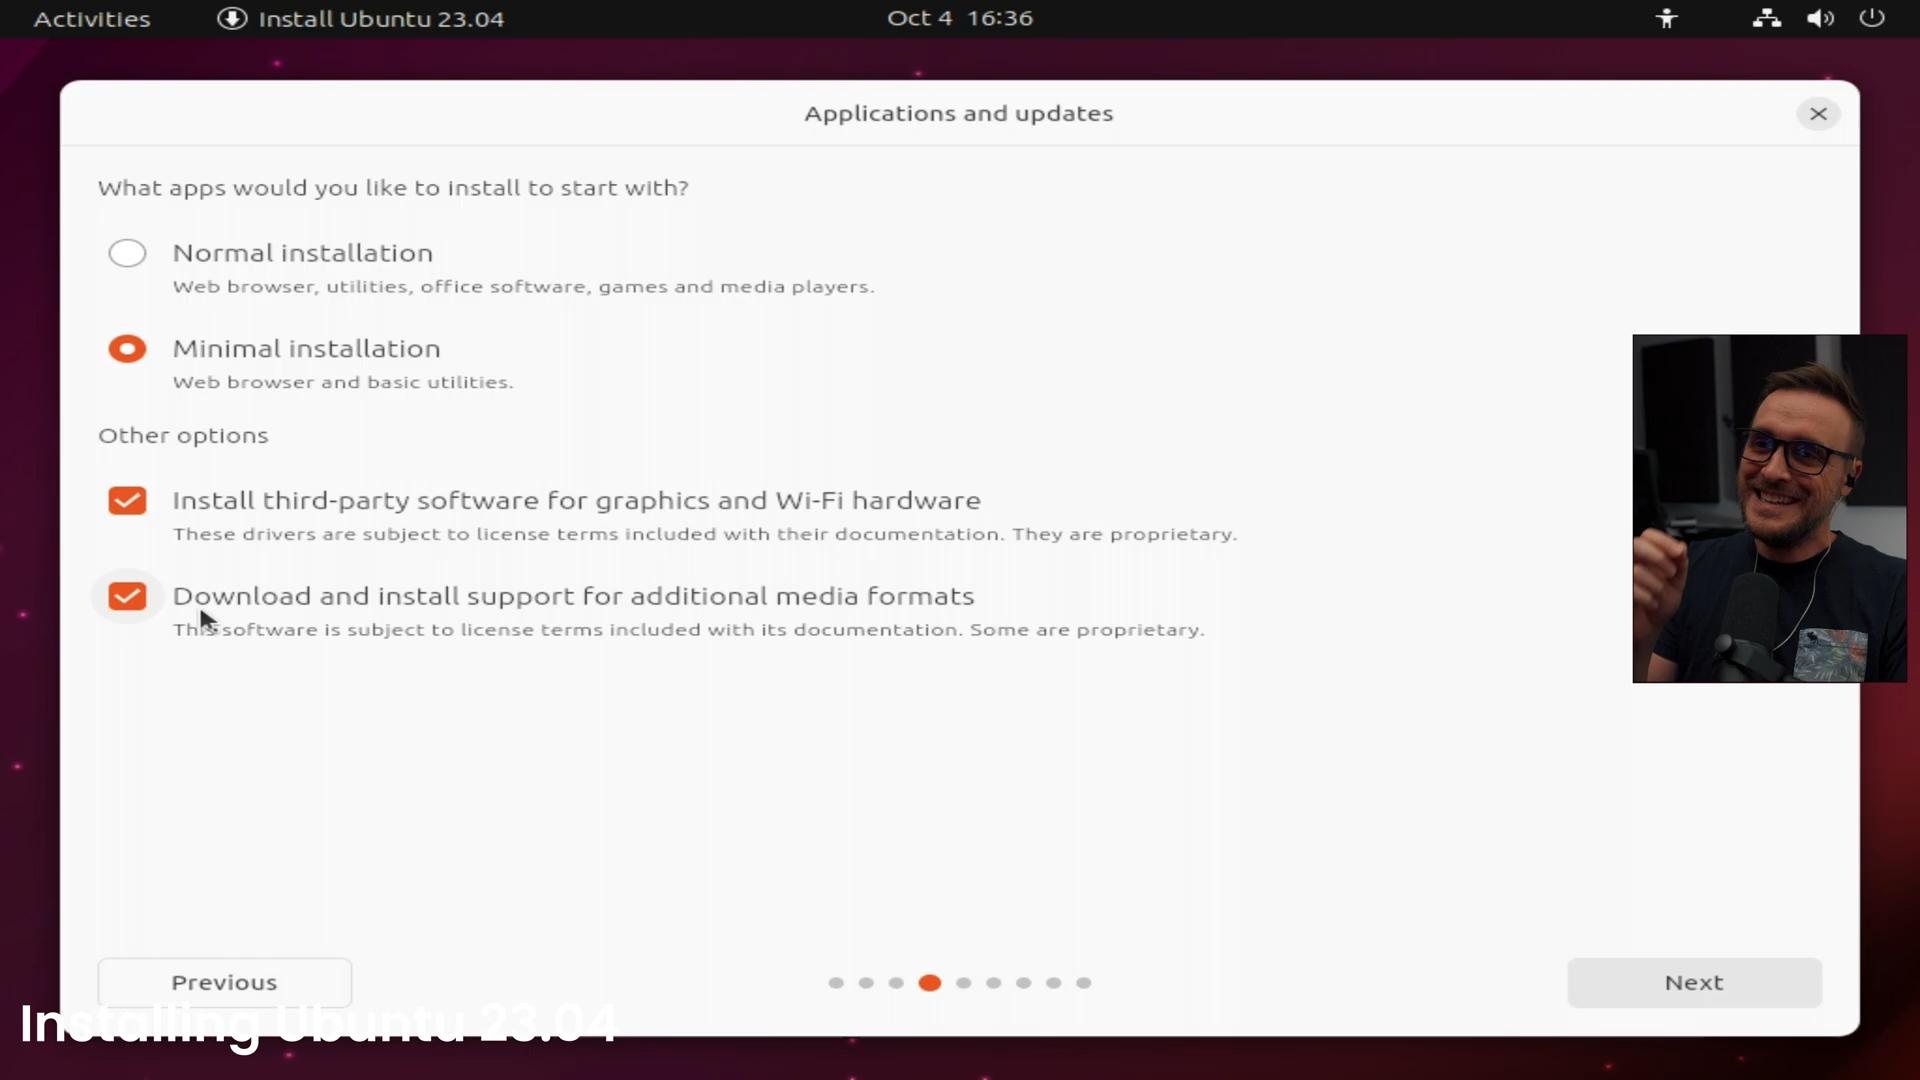 Activities Install Ubuntu 23.04 Oct 4 16:36
Applications and updates
What apps would you like to install to start with?
Normal installation
Web browser, utilities, office software, games and media players.
Minimal installation
Web browser and basic utilities.
Other options
Install third-party software for graphics and Wi-Fi hardware
These drivers are subject to license terms included with their documentation. They are proprietary.
Download and install support for additional media formats
This software is subject to license terms included with its documentation. Some are proprietary.
Previous Next
Installing Ubuntu 23.04